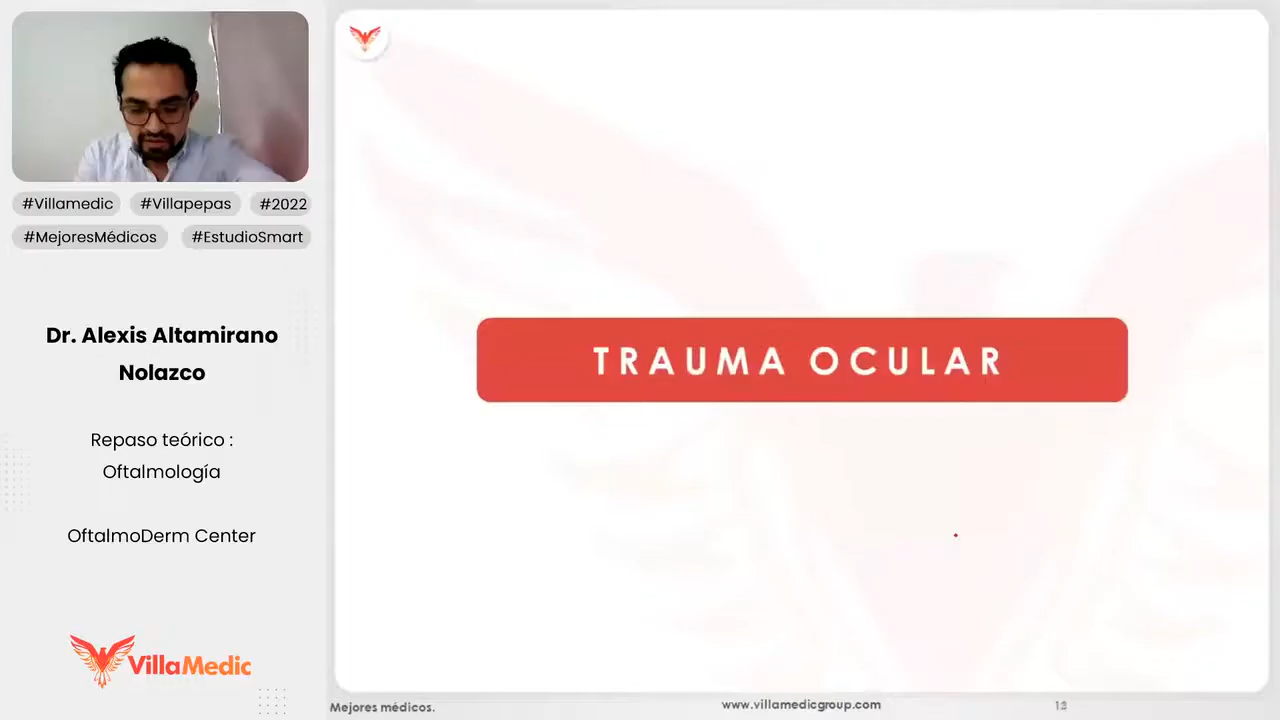 #Villamedic #Villapepas #2022
#MejoresMédicos #EstudioSmart
Dr. Alexis Altamirano
Nolazco
Repaso teórico :
Oftalmología
OftalmoDerm Center
VillaMedic
TRAUMA OCULAR
Mejores médicos. www.villamedicgroup.com 13